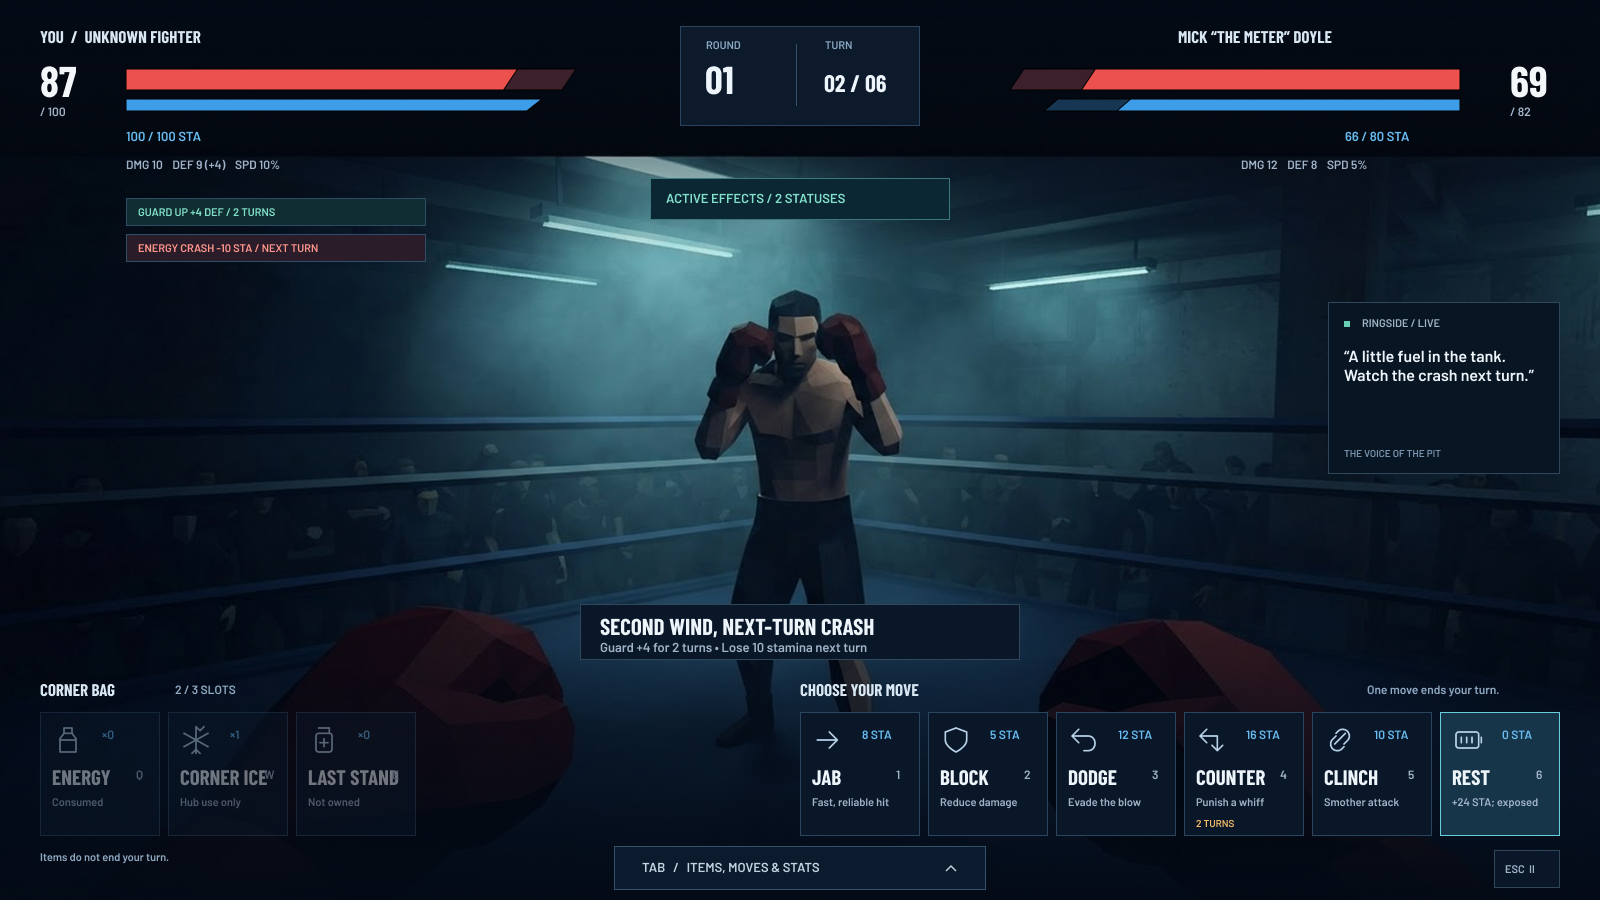 YOU / UNKNOWN FIGHTER
87
/ 100
100 / 100 STA
DMG 10 DEF 9 (+4) SPD 10%
GUARD UP +4 DEF / 2 TURNS
ENERGY CRASH -10 STA / NEXT TURN
ROUND
01
TURN
02 / 06
MICK “THE METER” DOYLE
69
/ 82
66 / 80 STA
DMG 12 DEF 8 SPD 5%
ACTIVE EFFECTS / 2 STATUSES
RINGSIDE / LIVE
“A little fuel in the tank.
Watch the crash next turn.”
THE VOICE OF THE PIT
SECOND WIND, NEXT-TURN CRASH
Guard +4 for 2 turns • Lose 10 stamina next turn
CORNER BAG
2 / 3 SLOTS
×0
ENERGY
Q
Consumed
×1
CORNER ICE
W
Hub use only
×0
LAST STAND
Not owned
Items do not end your turn.
CHOOSE YOUR MOVE
One move ends your turn.
8 STA
JAB
1
Fast, reliable hit
5 STA
BLOCK
2
Reduce damage
12 STA
DODGE
3
Evade the blow
16 STA
COUNTER
4
Punish a whiff
2 TURNS
10 STA
CLINCH
5
Smother attack
0 STA
REST
6
+24 STA; exposed
TAB / ITEMS, MOVES & STATS
ESC II